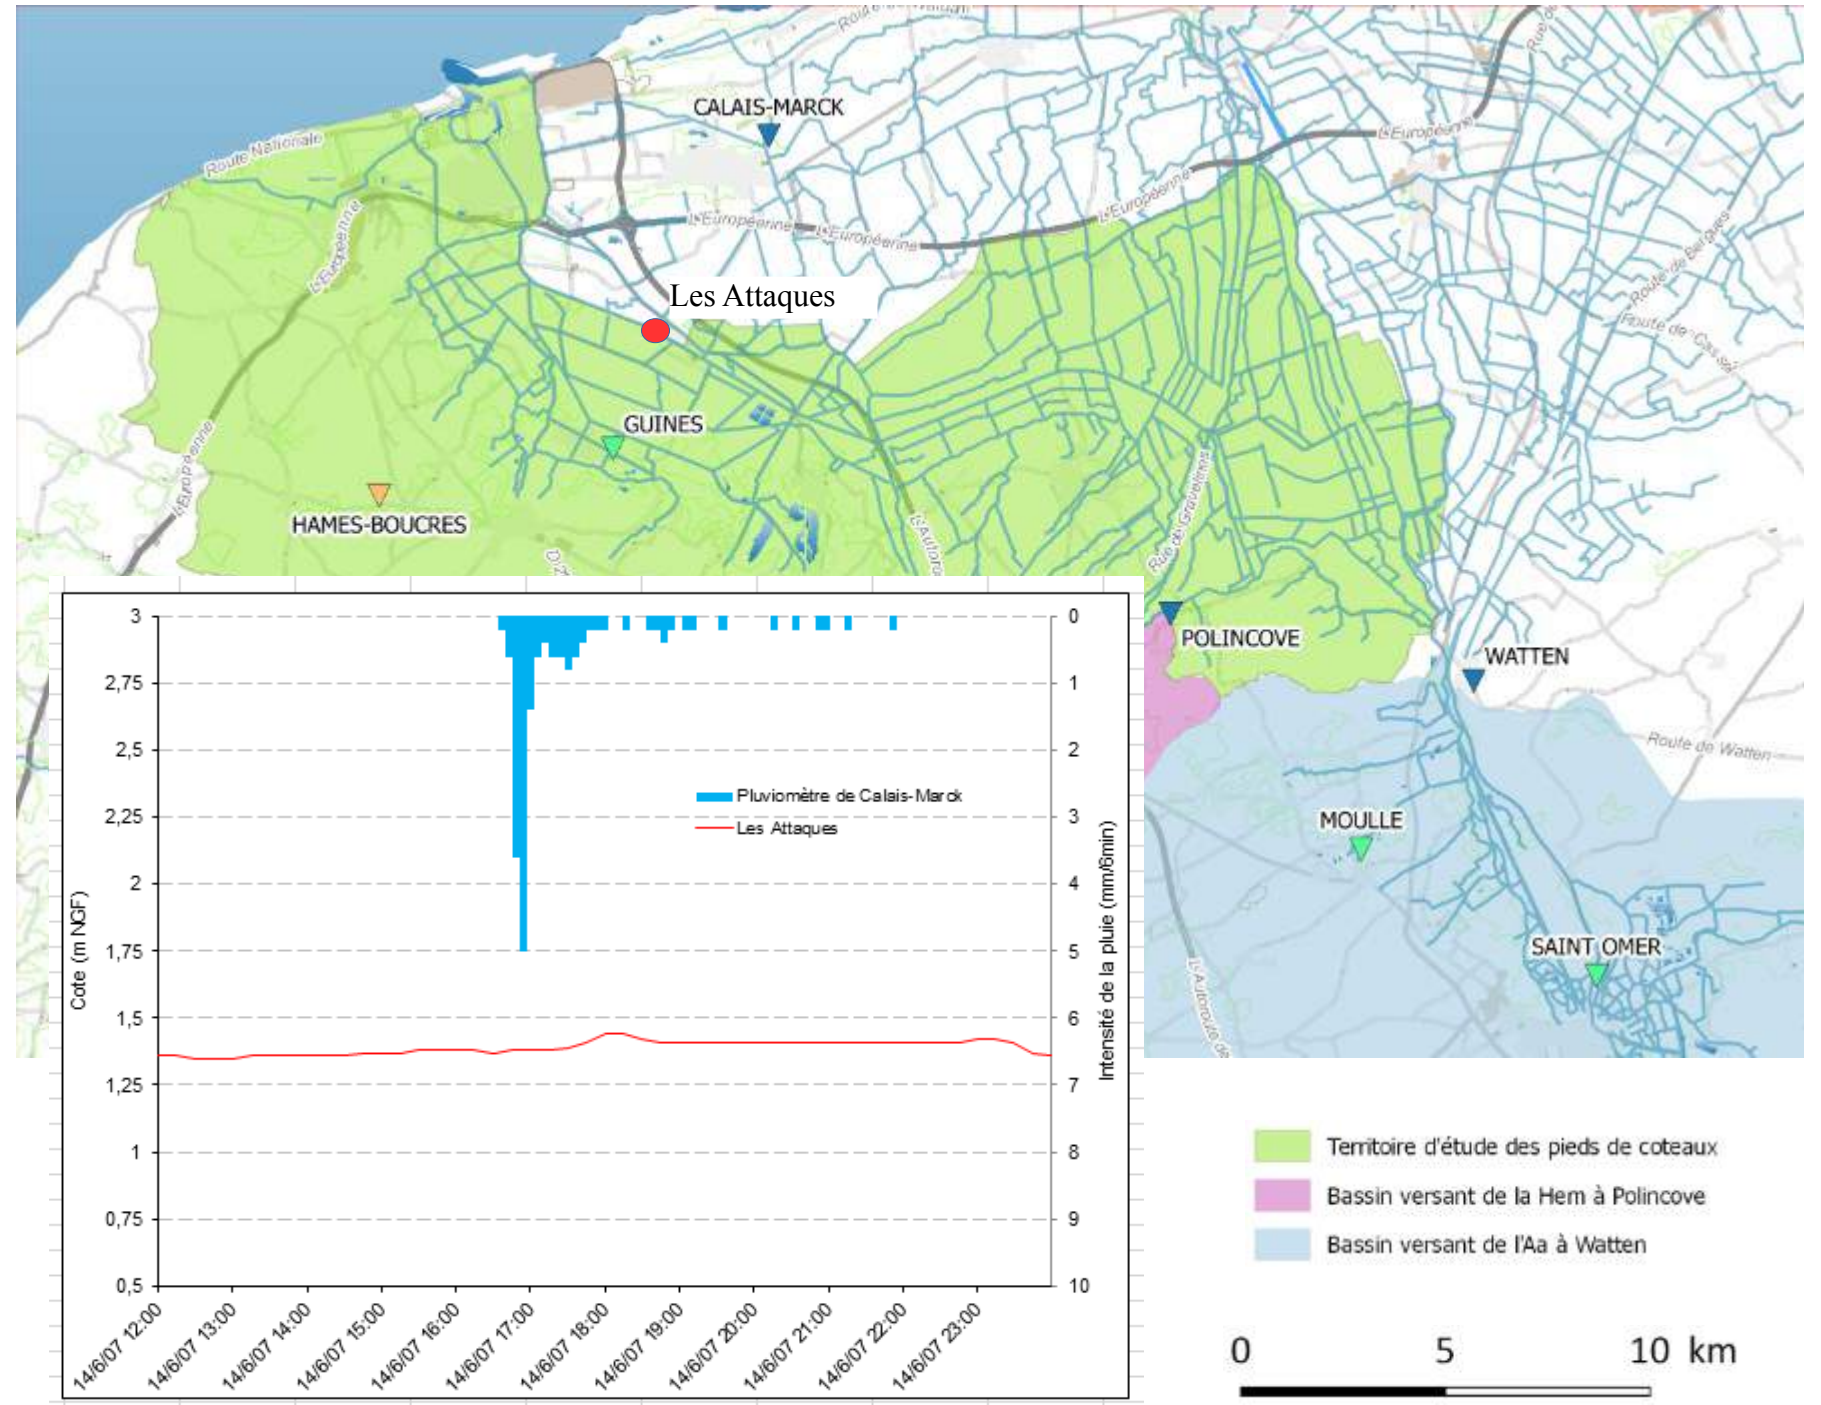 Route Nationale
CALAIS-MARCK
L'Européenne
L'Européenne
L'Européenne
L'Européenne
L'Européenne
L'Européenne
L'Européenne
Les Attaques
Route de Bergues
Route de Cassel
GUINES
HAMES-BOUCRES
Rue de Gravelines
POLINCOVE
WATTEN
Route de Watten
MOULLE
SAINT OMER
L'Autoroute de
Cote (m NGF)
3
2,75
2,5
2,25
2
1,75
1,5
1,25
1
0,75
0,5
Pluviomètre de Calais-Marck
Les Attaques
0
1
2
3
4
5
6
7
8
9
10
Intensité de la pluie (mm/6min)
14/6/07 12:00
14/6/07 13:00
14/6/07 14:00
14/6/07 15:00
14/6/07 16:00
14/6/07 17:00
14/6/07 18:00
14/6/07 19:00
14/6/07 20:00
14/6/07 21:00
14/6/07 22:00
14/6/07 23:00
Territoire d'étude des pieds de coteaux
Bassin versant de la Hem à Polincove
Bassin versant de l'Aa à Watten
0 5 10 km